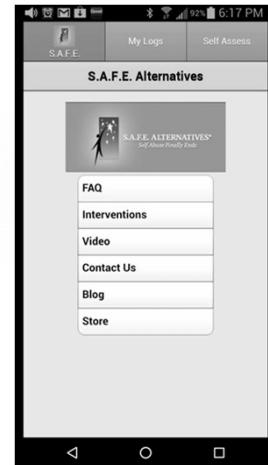 92% 6:17 PM
S.A.F.E.
My Logs
Self Assess
S.A.F.E. Alternatives
S.A.F.E. ALTERNATIVES®
Self Abuse Finally Ends
FAQ
Interventions
Video
Contact Us
Blog
Store